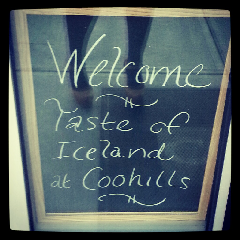 Welcome
Taste of
Iceland
at Coohills